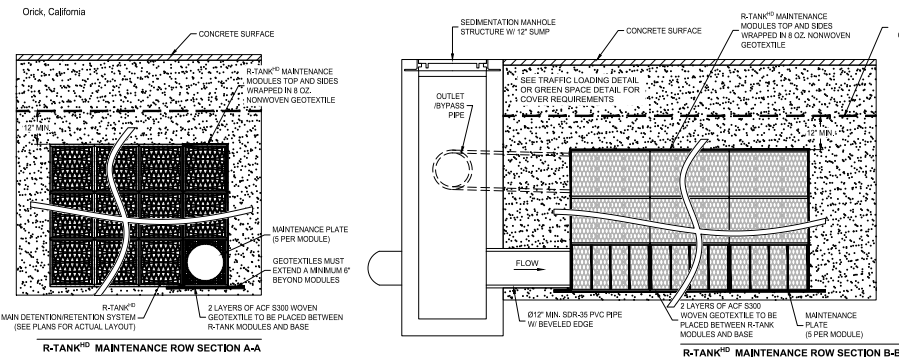 Orick, California
CONCRETE SURFACE
R-TANKHD MAINTENANCE
MODULES TOP AND SIDES
WRAPPED IN 8 OZ.
NONWOVEN GEOTEXTILE
12" MIN.
MAINTENANCE PLATE
(5 PER MODULE)
GEOTEXTILES MUST
EXTEND A MINIMUM 6"
BEYOND MODULES
R-TANKHD
MAIN DETENTION/RETENTION SYSTEM
(SEE PLANS FOR ACTUAL LAYOUT)
2 LAYERS OF ACF S300 WOVEN
GEOTEXTILE TO BE PLACED BETWEEN
R-TANK MODULES AND BASE
R-TANKHD MAINTENANCE ROW SECTION A-A
SEDIMENTATION MANHOLE
STRUCTURE W/ 12" SUMP
CONCRETE SURFACE
R-TANKHD MAINTENANCE
MODULES TOP AND SIDES
WRAPPED IN 8 OZ. NONWOVEN
GEOTEXTILE
SEE TRAFFIC LOADING DETAIL
OR GREEN SPACE DETAIL FOR
COVER REQUIREMENTS
OUTLET
/BYPASS
PIPE
12" MIN.
FLOW
Ø12" MIN. SDR-35 PVC PIPE
W/ BEVELED EDGE
2 LAYERS OF ACF S300
WOVEN GEOTEXTILE TO BE
PLACED BETWEEN R-TANK
MODULES AND BASE
MAINTENANCE
PLATE
(5 PER MODULE)
R-TANKHD MAINTENANCE ROW SECTION B-B